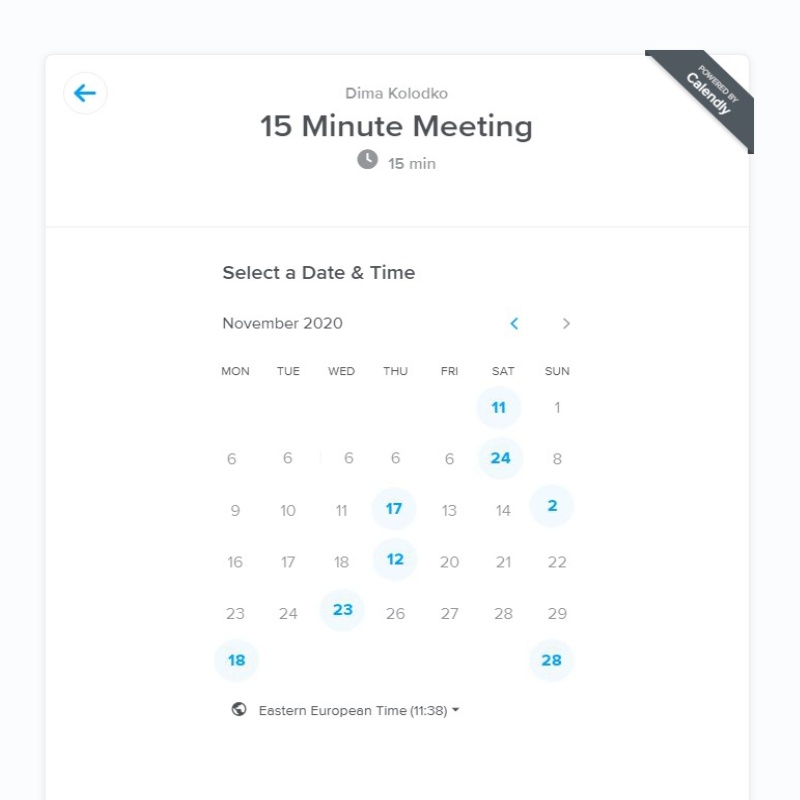 POWERED BY
Calendly
Dima Kolodko
15 Minute Meeting
15 min
Select a Date & Time
November 2020
MON TUE WED THU FRI SAT SUN
11 1
6 6 6 6 6 24 8
9 10 11 17 13 14 2
16 17 18 12 20 21 22
23 24 23 26 27 28 29
18 28
Eastern European Time (11:38)